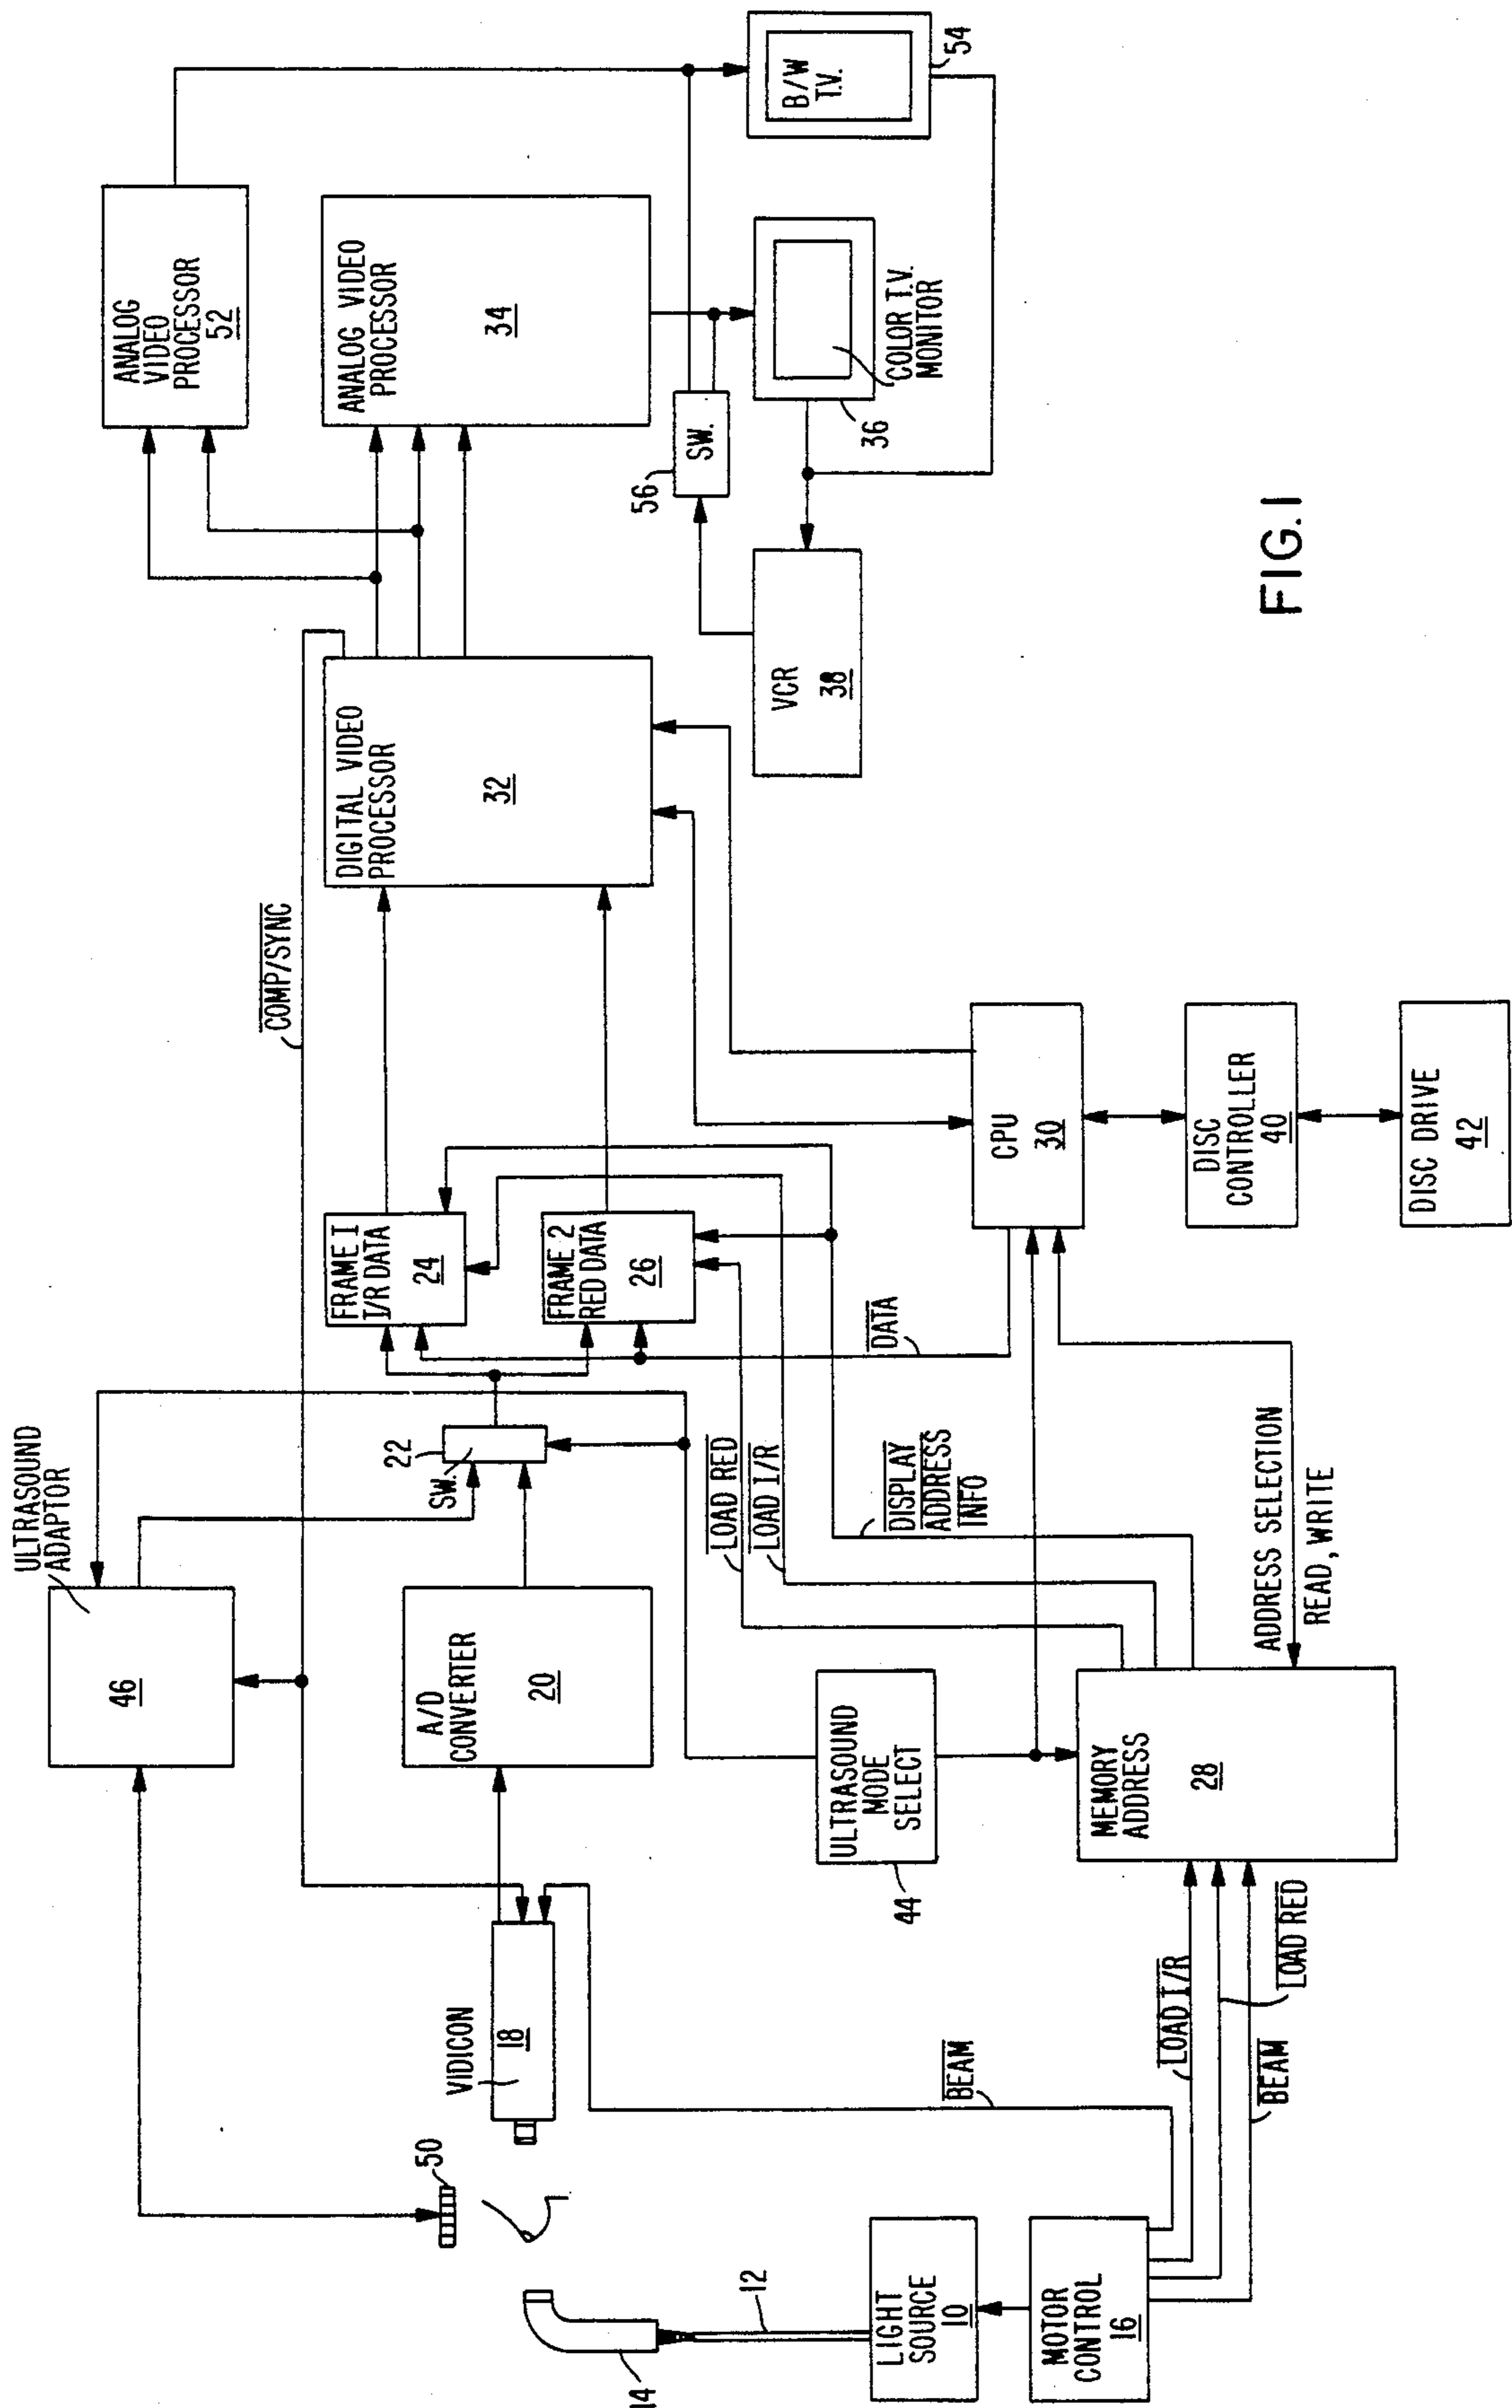 ULTRASOUND
ADAPTOR
46
COMP/SYNC
ANALOG
VIDEO
PROCESSOR
52
50
VIDICON
18
A/D
CONVERTER
20
22
SW.
FRAME 1
I/R DATA
24
FRAME 2
RED DATA
26
DIGITAL VIDEO
PROCESSOR
32
ANALOG VIDEO
PROCESSOR
34
14
12
LIGHT
SOURCE
10
MOTOR
CONTROL
16
BEAM
LOAD I/R
LOAD RED
BEAM
44
ULTRASOUND
MODE
SELECT
MEMORY
ADDRESS
28
LOAD RED
LOAD I/R
DISPLAY
ADDRESS
INFO
DATA
ADDRESS SELECTION
READ, WRITE
CPU
30
DISC
CONTROLLER
40
DISC DRIVE
42
VCR
38
56
SW.
36
COLOR T.V.
MONITOR
B/W
T.V.
54
FIG. 1